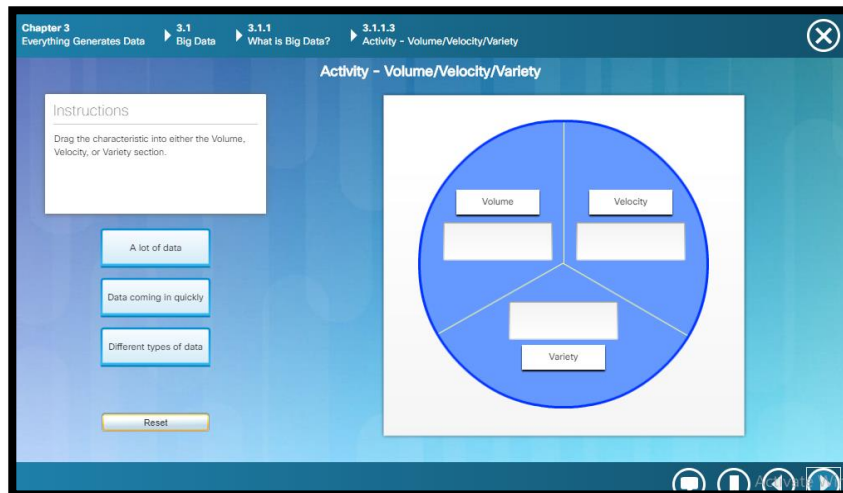 Chapter 3
Everything Generates Data
3.1
Big Data
3.1.1
What is Big Data?
3.1.1.3
Activity - Volume/Velocity/Variety
Activity - Volume/Velocity/Variety
Instructions
Drag the characteristic into either the Volume,
Velocity, or Variety section.
A lot of data
Data coming in quickly
Different types of data
Reset
Volume
Velocity
Variety
Activate